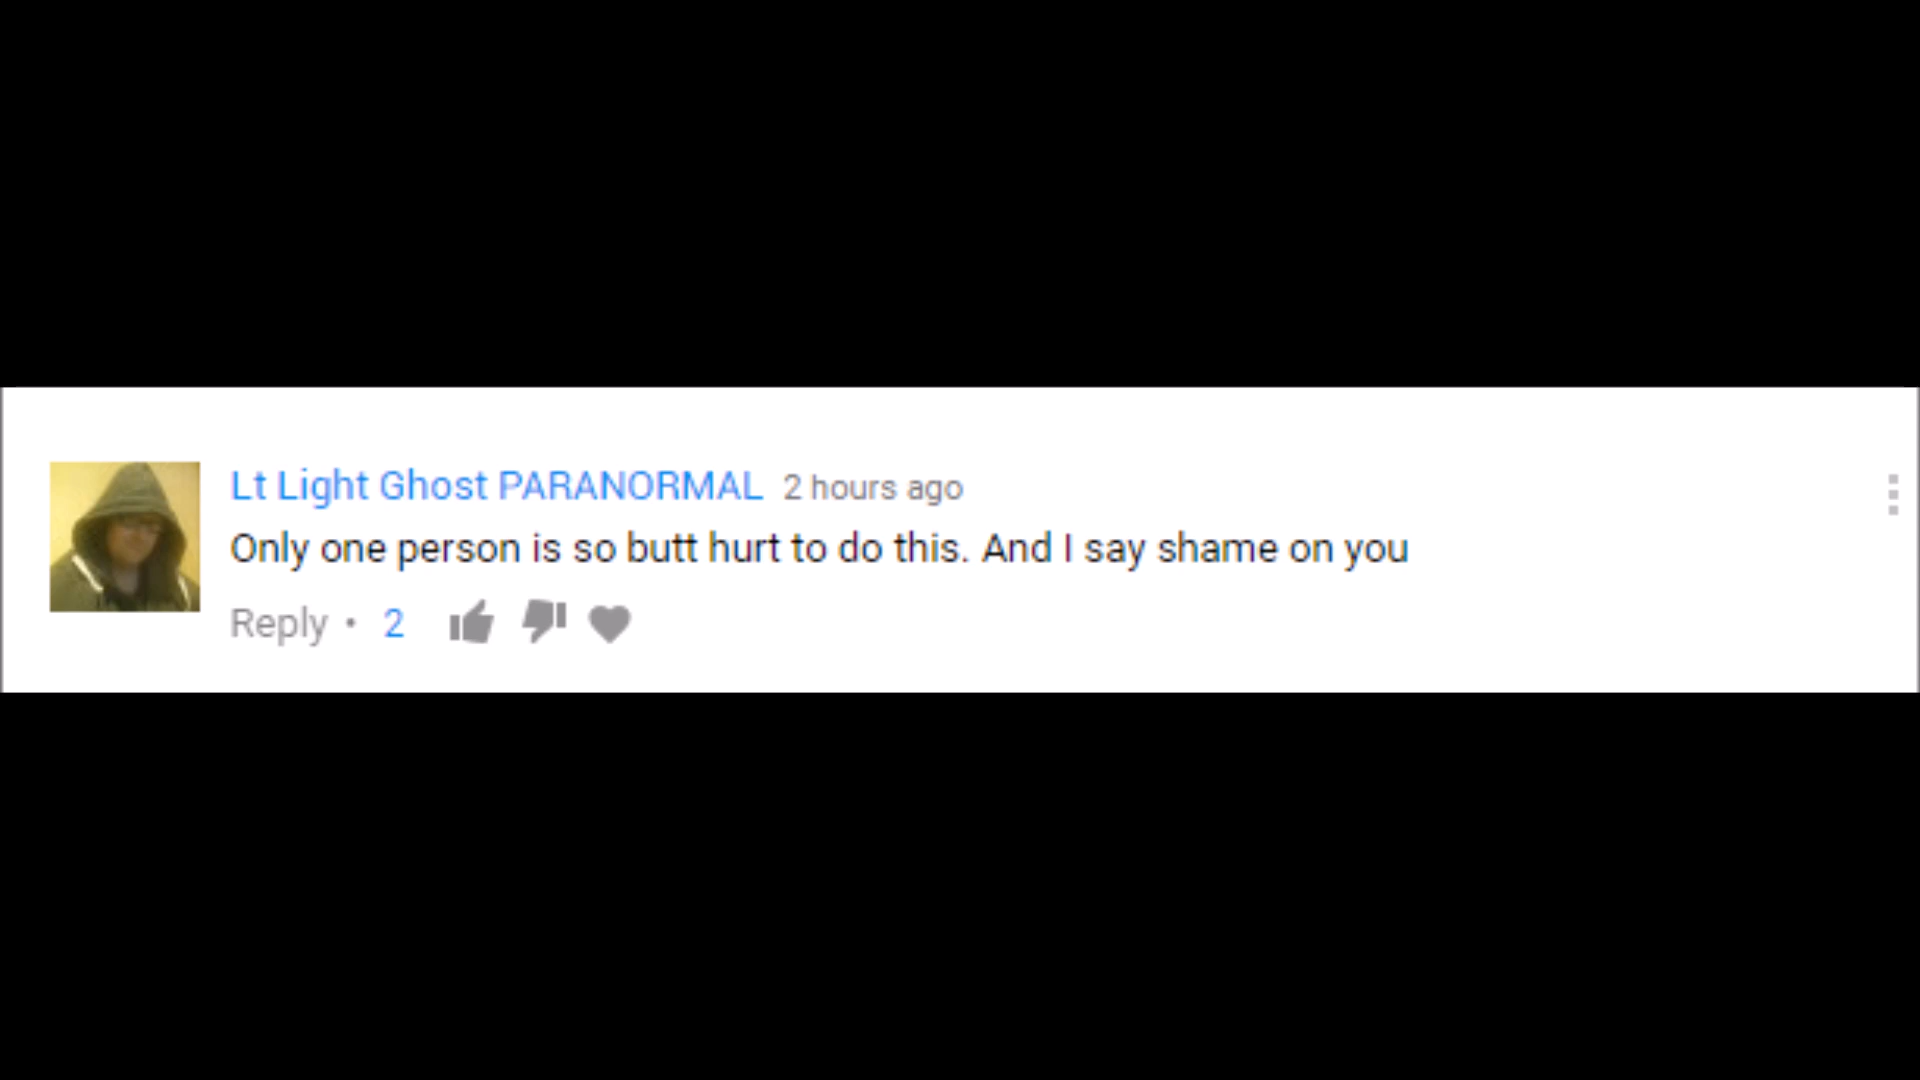 Lt Light Ghost PARANORMAL 2 hours ago
Only one person is so butt hurt to do this. And I say shame on you
Reply • 2